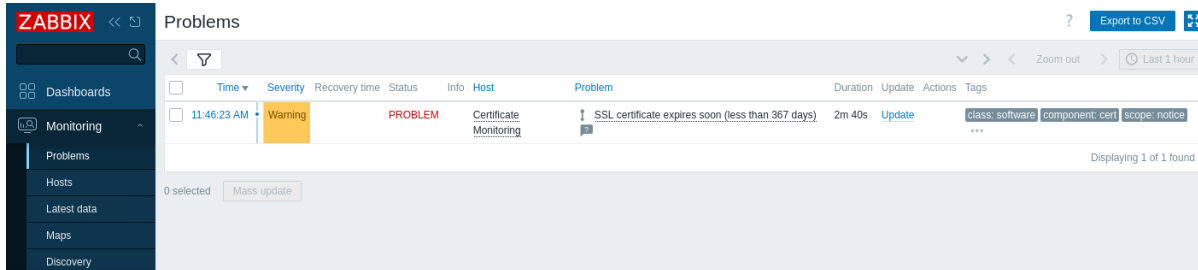 ZABBIX
Problems
?
Export to CSV
Zoom out
Last 1 hour
Dashboards
Monitoring
Problems
Hosts
Latest data
Maps
Discovery
Time Severity Recovery time Status Info Host Problem Duration Update Actions Tags
11:46:23 AM Warning PROBLEM Certificate SSL certificate expires soon (less than 367 days) 2m 40s Update class: software component: cert scope: notice
Monitoring ? •••
Displaying 1 of 1 found
0 selected Mass update